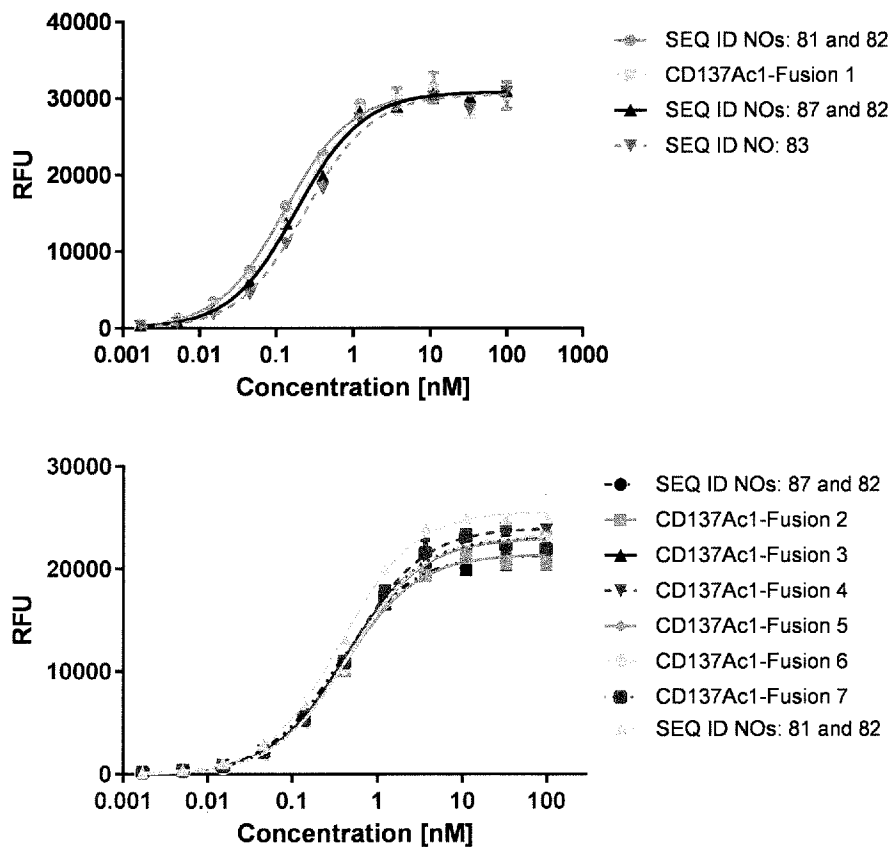 40000
30000
20000
10000
0
RFU
0.001 0.01 0.1 1 10 100 1000
Concentration [nM]
SEQ ID NOs: 81 and 82
CD137Ac1-Fusion 1
SEQ ID NOs: 87 and 82
SEQ ID NO: 83
30000
20000
10000
0
RFU
0.001 0.01 0.1 1 10 100
Concentration [nM]
SEQ ID NOs: 87 and 82
CD137Ac1-Fusion 2
CD137Ac1-Fusion 3
CD137Ac1-Fusion 4
CD137Ac1-Fusion 5
CD137Ac1-Fusion 6
CD137Ac1-Fusion 7
SEQ ID NOs: 81 and 82